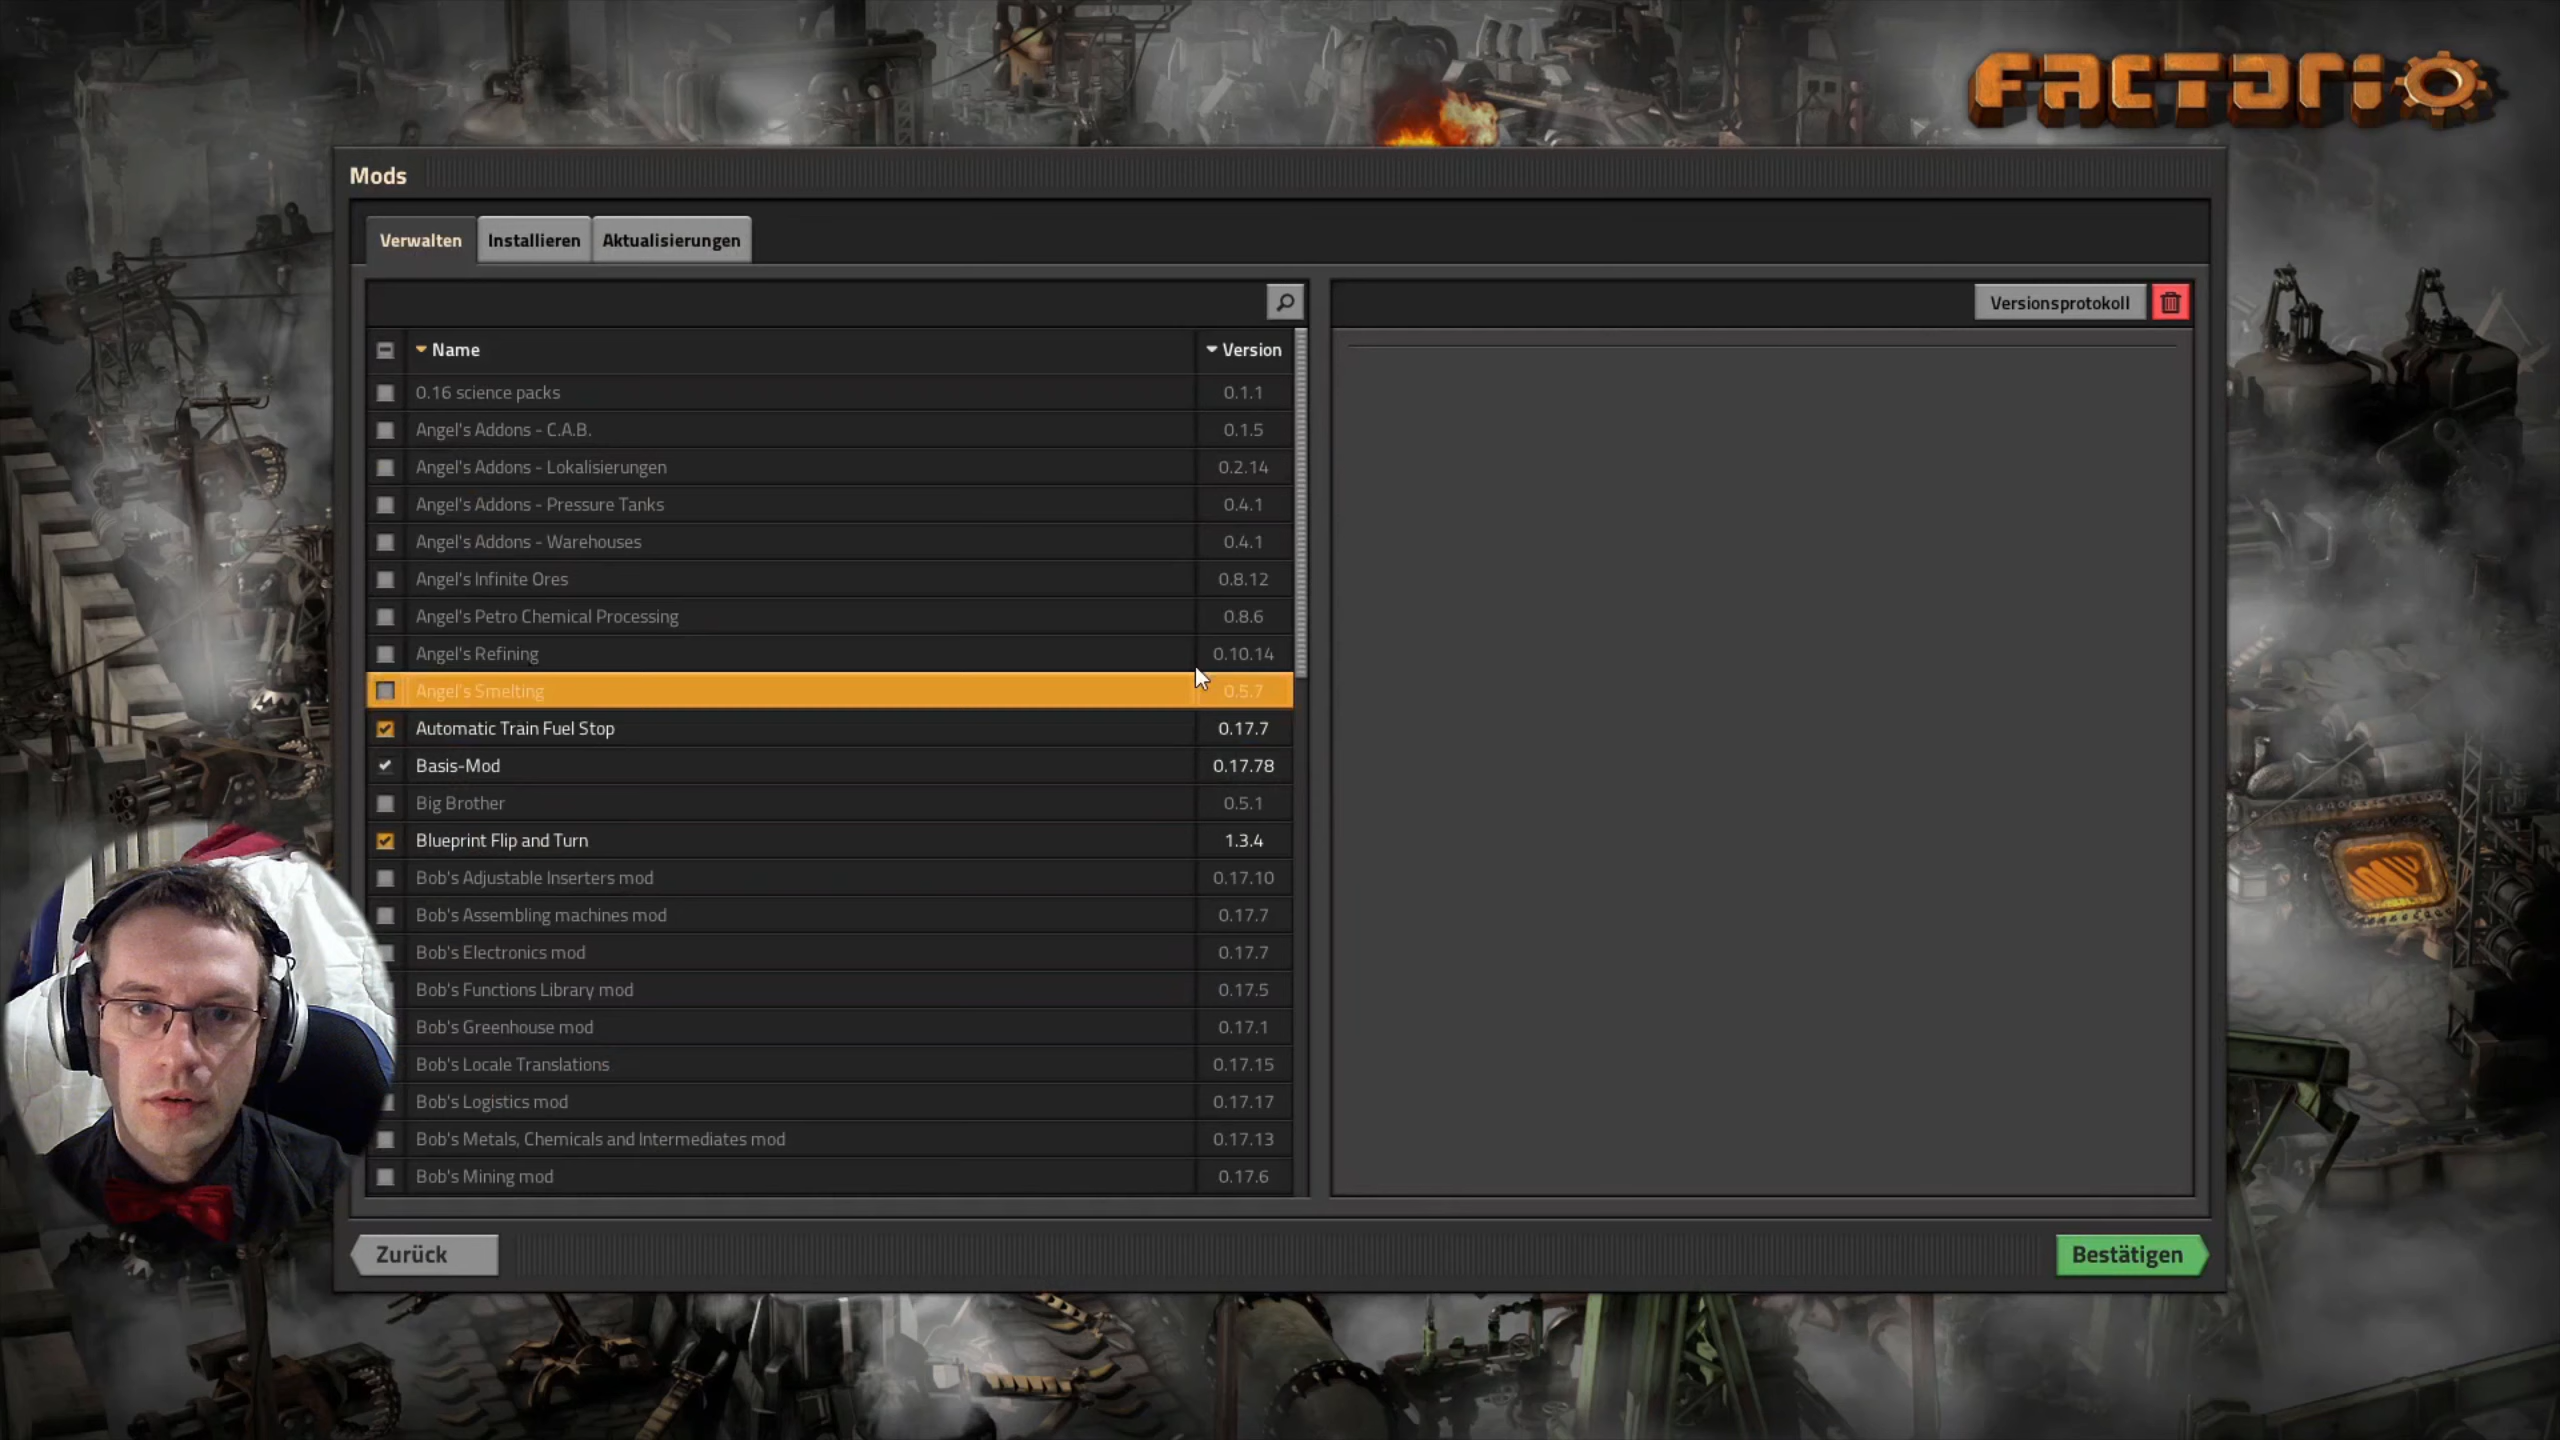 FACTORIO
Mods
Verwalten
Installieren
Aktualisierungen
Versionsprotokoll
Name
Version
0.16 science packs 0.1.1
Angel's Addons - C.A.B. 0.1.5
Angel's Addons - Lokalisierungen 0.2.14
Angel's Addons - Pressure Tanks 0.4.1
Angel's Addons - Warehouses 0.4.1
Angel's Infinite Ores 0.8.12
Angel's Petro Chemical Processing 0.8.6
Angel's Refining 0.10.14
Angel's Smelting 0.5.7
Automatic Train Fuel Stop 0.17.7
Basis-Mod 0.17.78
Big Brother 0.5.1
Blueprint Flip and Turn 1.3.4
Bob's Adjustable Inserters mod 0.17.10
Bob's Assembling machines mod 0.17.7
Bob's Electronics mod 0.17.7
Bob's Functions Library mod 0.17.5
Bob's Greenhouse mod 0.17.1
Bob's Locale Translations 0.17.15
Bob's Logistics mod 0.17.17
Bob's Metals, Chemicals and Intermediates mod 0.17.13
Bob's Mining mod 0.17.6
Zurück
Bestätigen